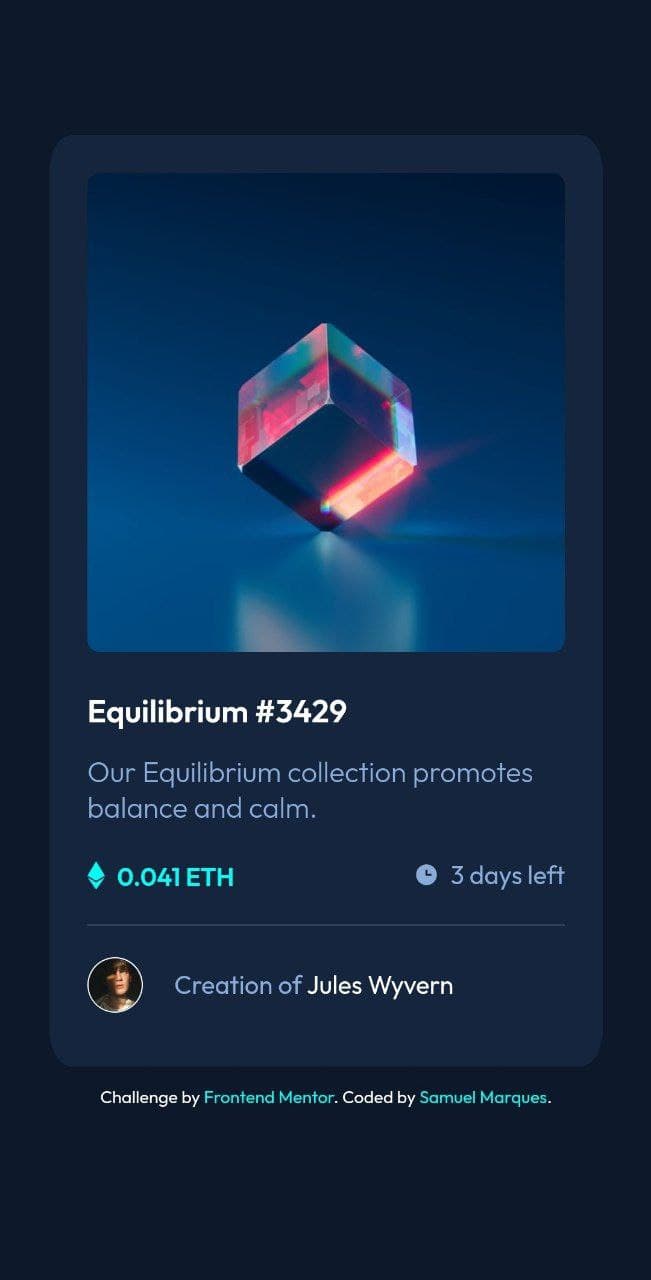 Equilibrium #3429
Our Equilibrium collection promotes
balance and calm.
0.041 ETH
3 days left
Creation of Jules Wyvern
Challenge by Frontend Mentor. Coded by Samuel Marques.